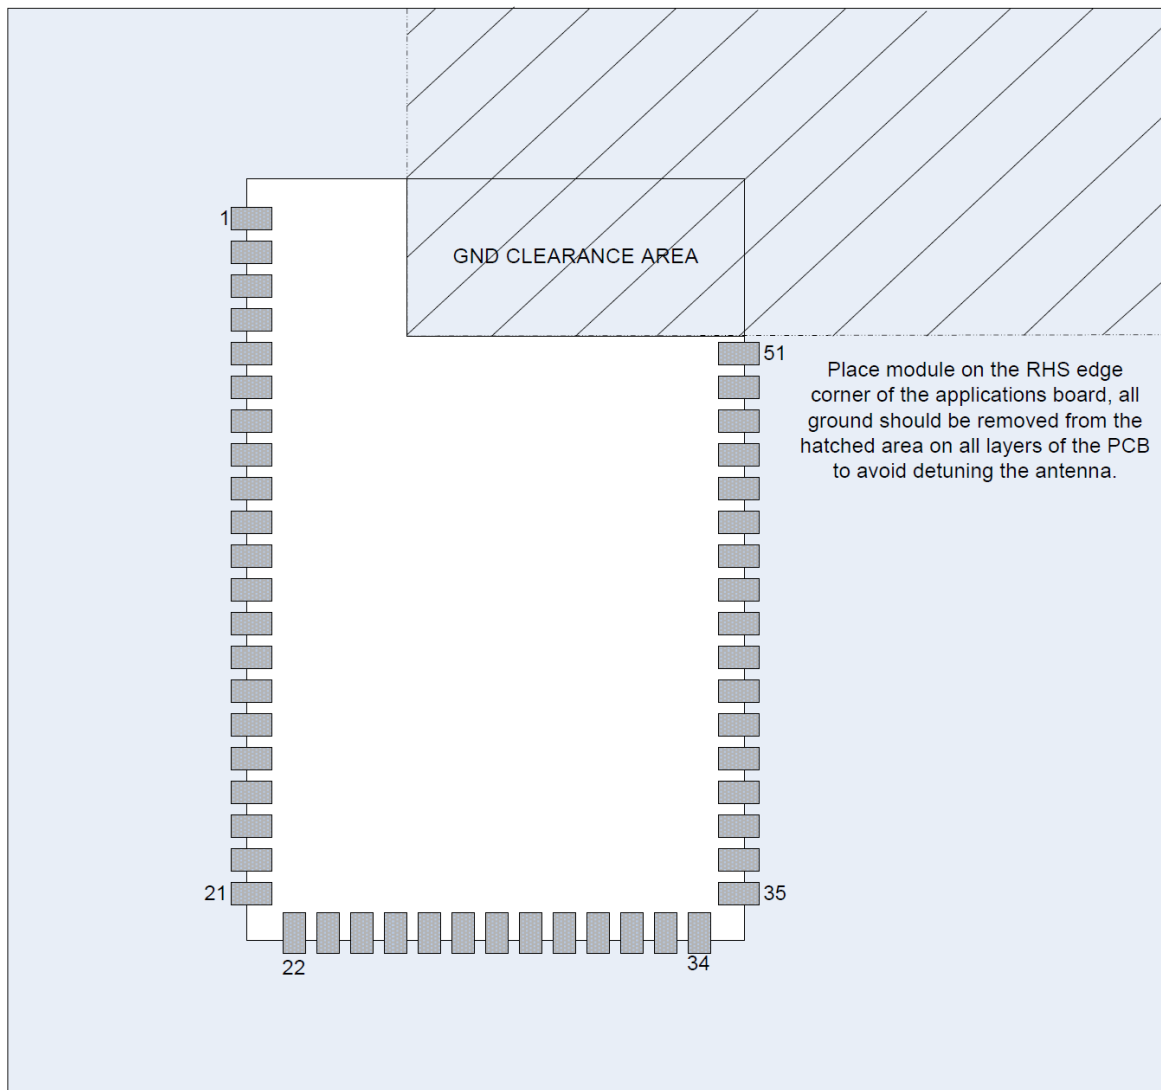 1
GND CLEARANCE AREA
51
Place module on the RHS edge
corner of the applications board, all
ground should be removed from the
hatched area on all layers of the PCB
to avoid detuning the antenna.
21
35
22
34